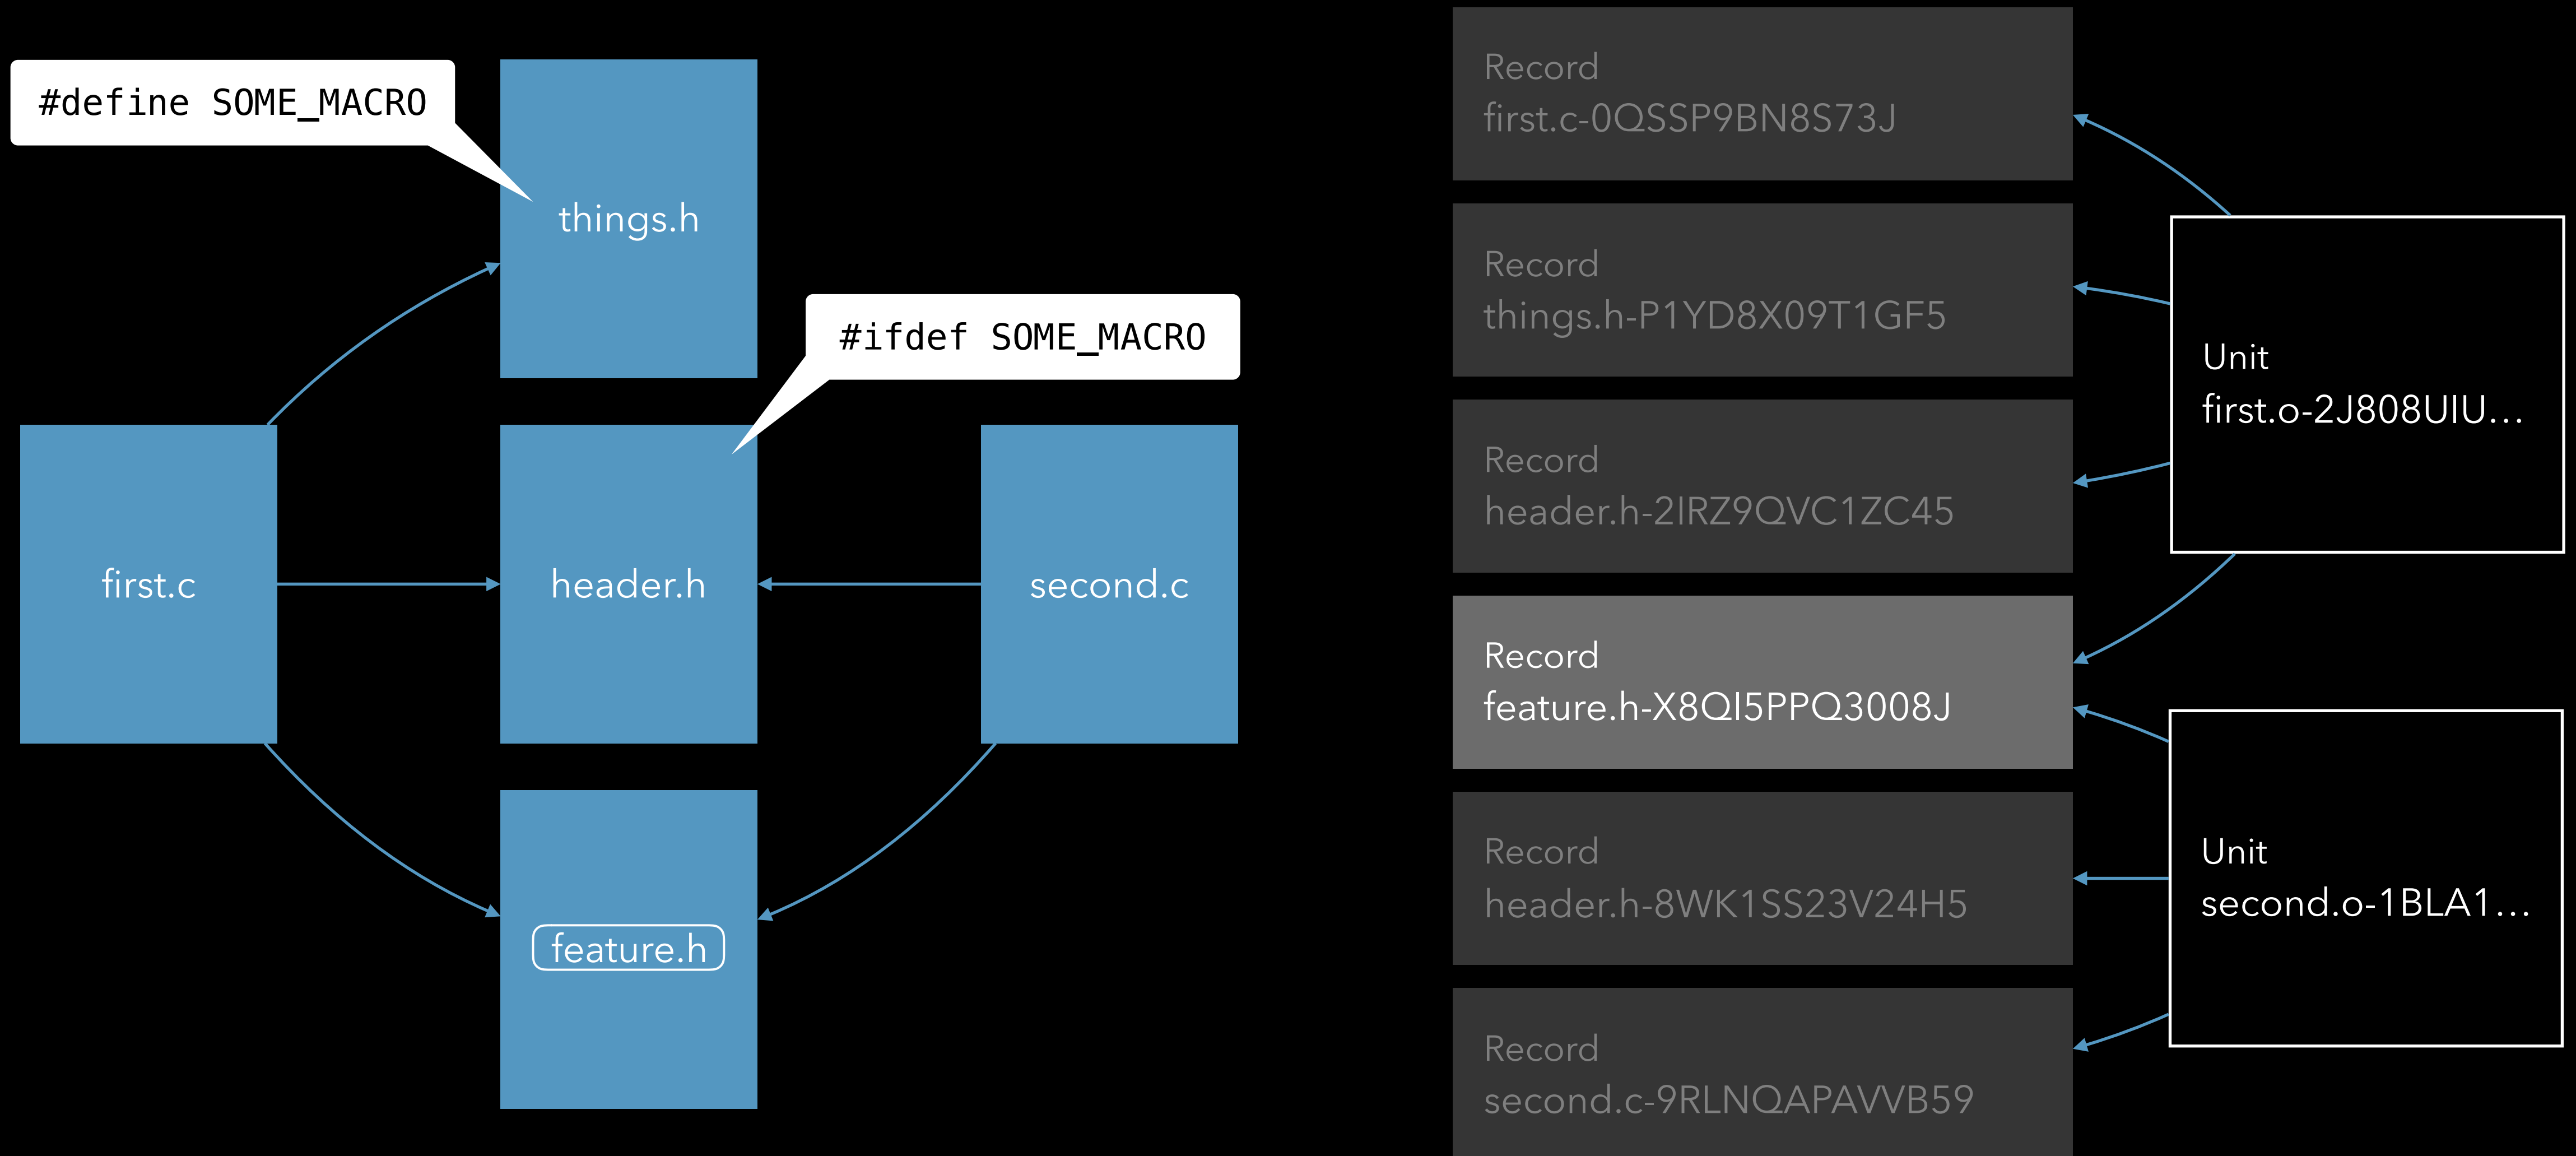 #define SOME_MACRO
things.h
#ifdef SOME_MACRO
first.c
header.h
second.c
feature.h
Record
first.c-0QSSP9BN8S73J
Record
things.h-P1YD8X09T1GF5
Record
header.h-2IRZ9QVC1ZC45
Record
feature.h-X8QI5PPQ3008J
Record
header.h-8WK1SS23V24H5
Record
second.c-9RLNQAPAVVB59
Unit
first.o-2J808UIU…
Unit
second.o-1BLA1…